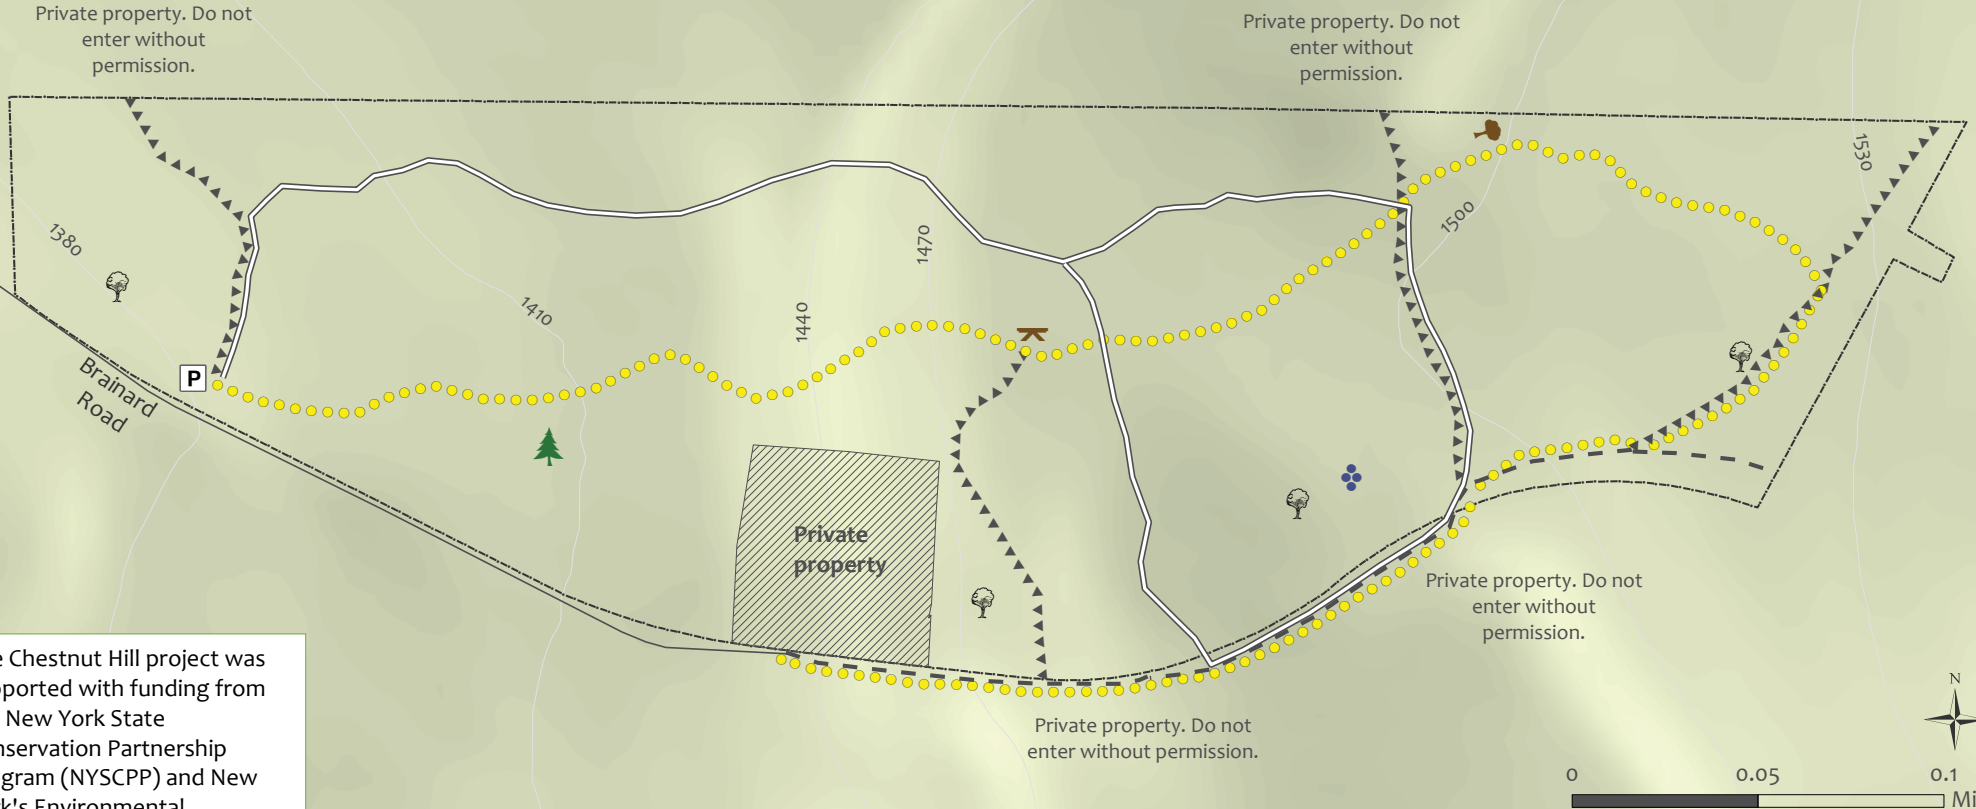 Private property. Do not
enter without
permission.
Private property. Do not
enter without
permission.
1530
1380
1470
1500
1410
1440
P
Brainard
Road
Private
property
Private property. Do not
enter without
permission.
Chestnut Hill project was
with funding from
New York State
Partnership
(NYSCPP) and New
Environmental
Private property. Do not
enter without permission.
N
0 0.05 0.1